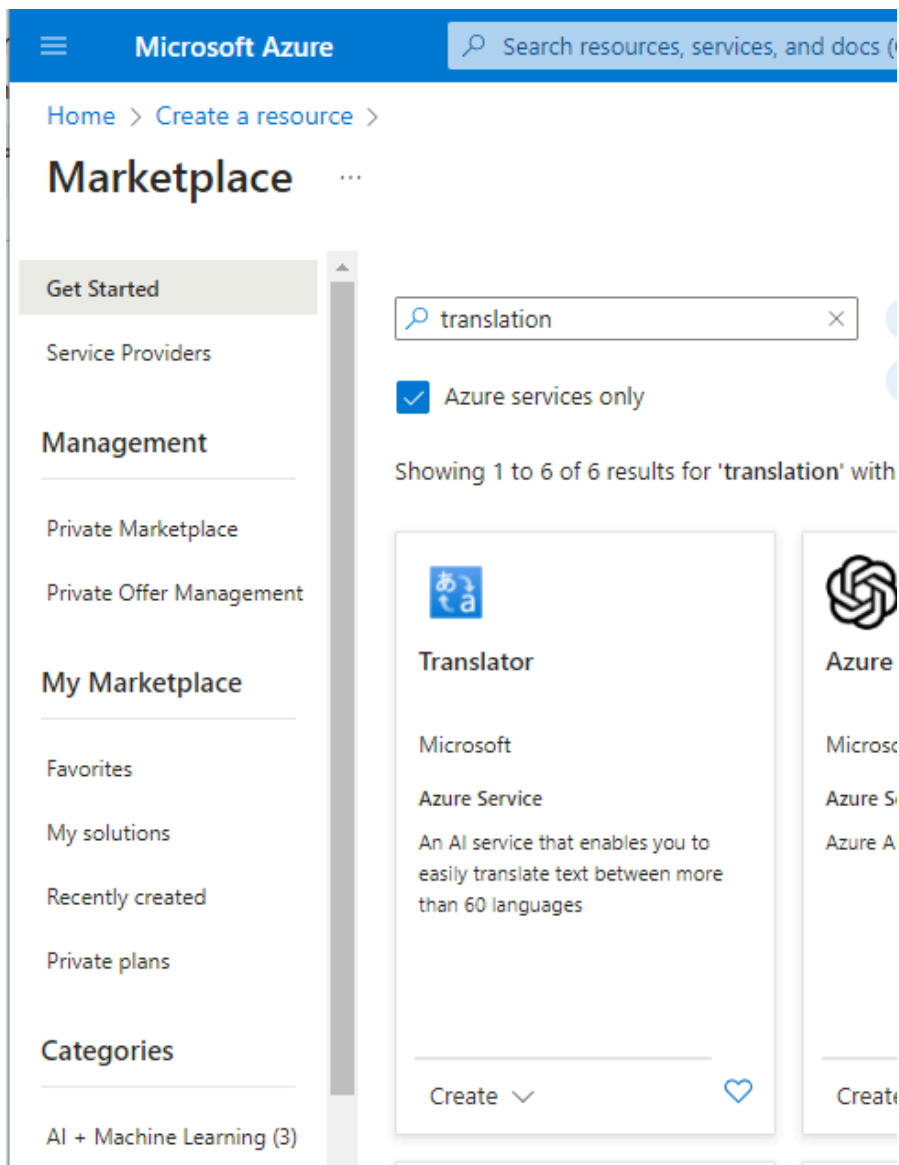 Microsoft Azure
Search resources, services, and docs (
Home > Create a resource >
Marketplace ...
Get Started
Service Providers
Management
Private Marketplace
Private Offer Management
My Marketplace
Favorites
My solutions
Recently created
Private plans
Categories
AI + Machine Learning (3)
translation
Azure services only
Showing 1 to 6 of 6 results for 'translation' with
あ
a
Translator
Microsoft
Azure Service
An AI service that enables you to
easily translate text between more
than 60 languages
Create
Azure
Microso
Azure Se
Azure A
Create